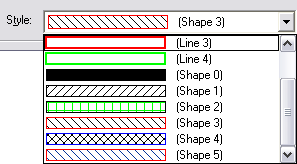 Style: (Shape 3)
(Line 3)
(Line 4)
(Shape 0)
(Shape 1)
(Shape 2)
(Shape 3)
(Shape 4)
(Shape 5)